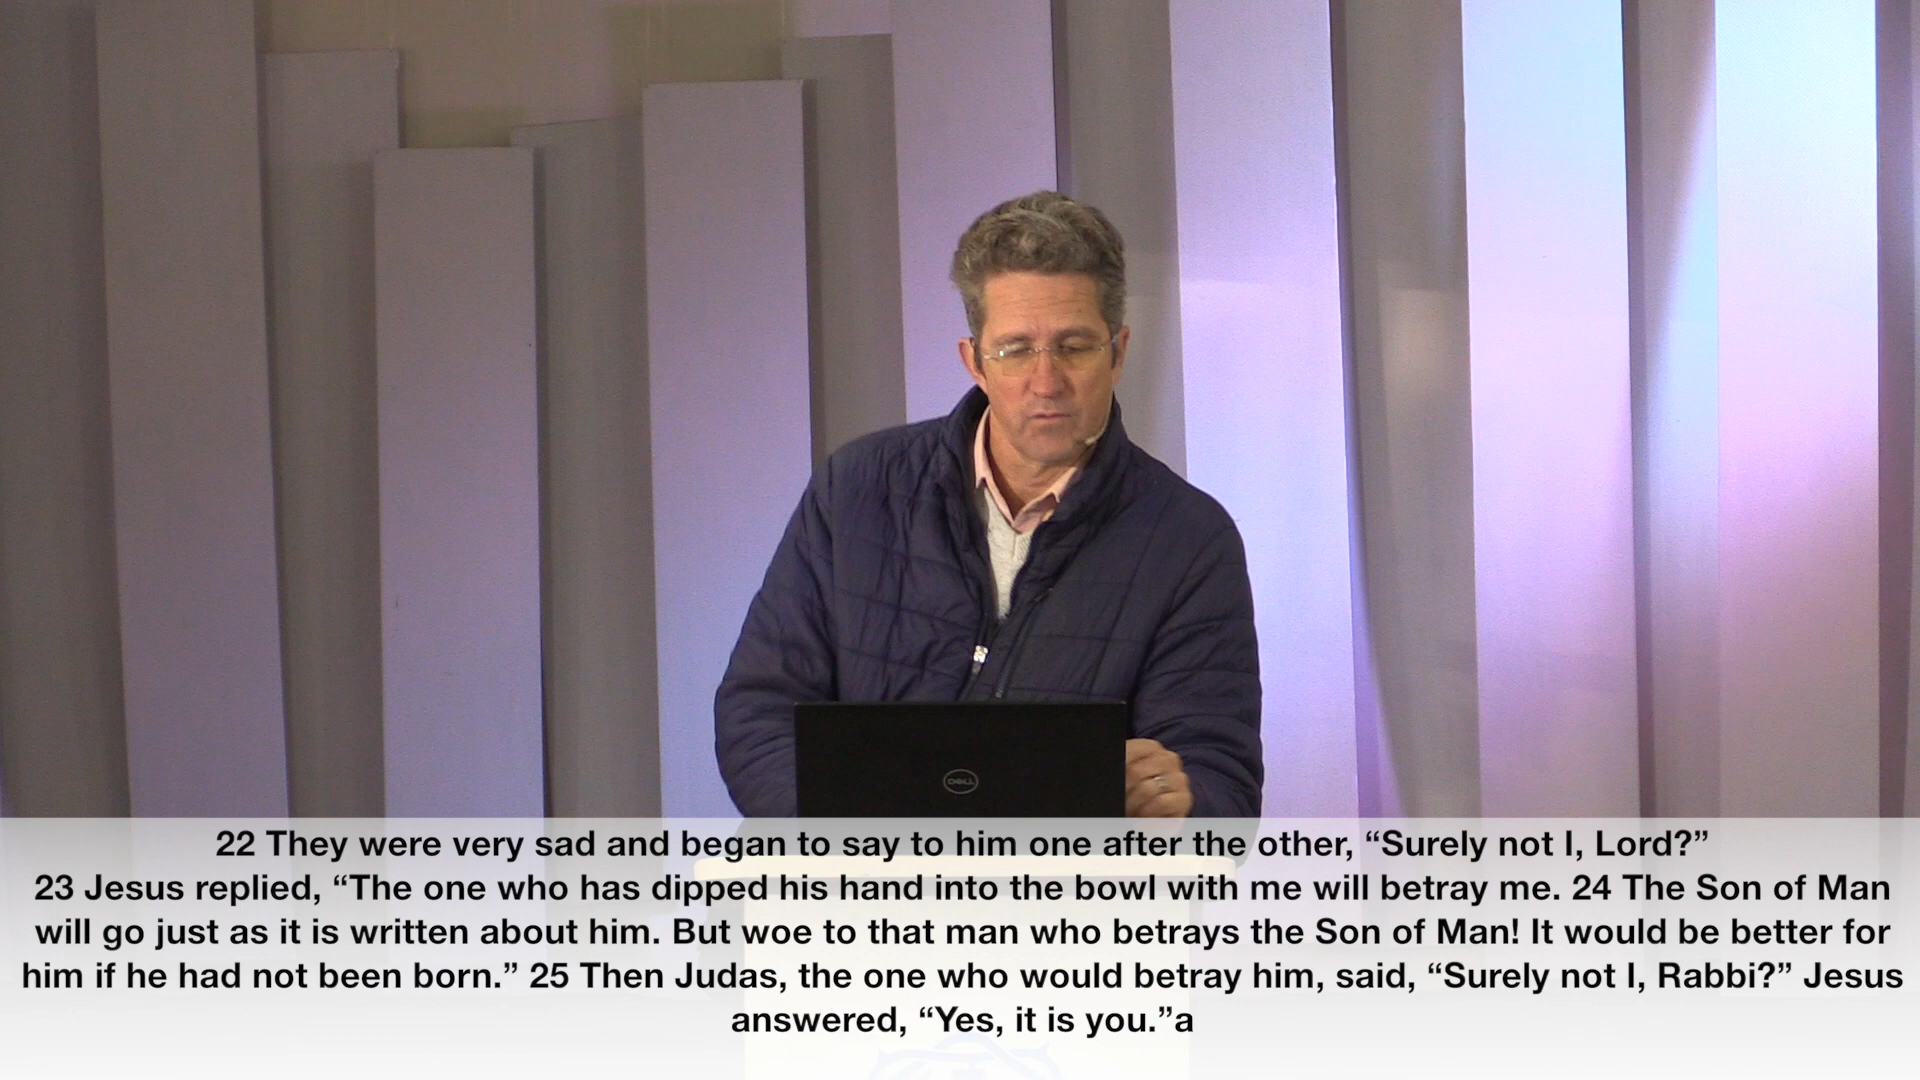 DELL
22 They were very sad and began to say to him one after the other, “Surely not I, Lord?”
23 Jesus replied, “The one who has dipped his hand into the bowl with me will betray me. 24 The Son of Man
will go just as it is written about him. But woe to that man who betrays the Son of Man! It would be better for
him if he had not been born.” 25 Then Judas, the one who would betray him, said, “Surely not I, Rabbi?” Jesus
answered, “Yes, it is you.”a